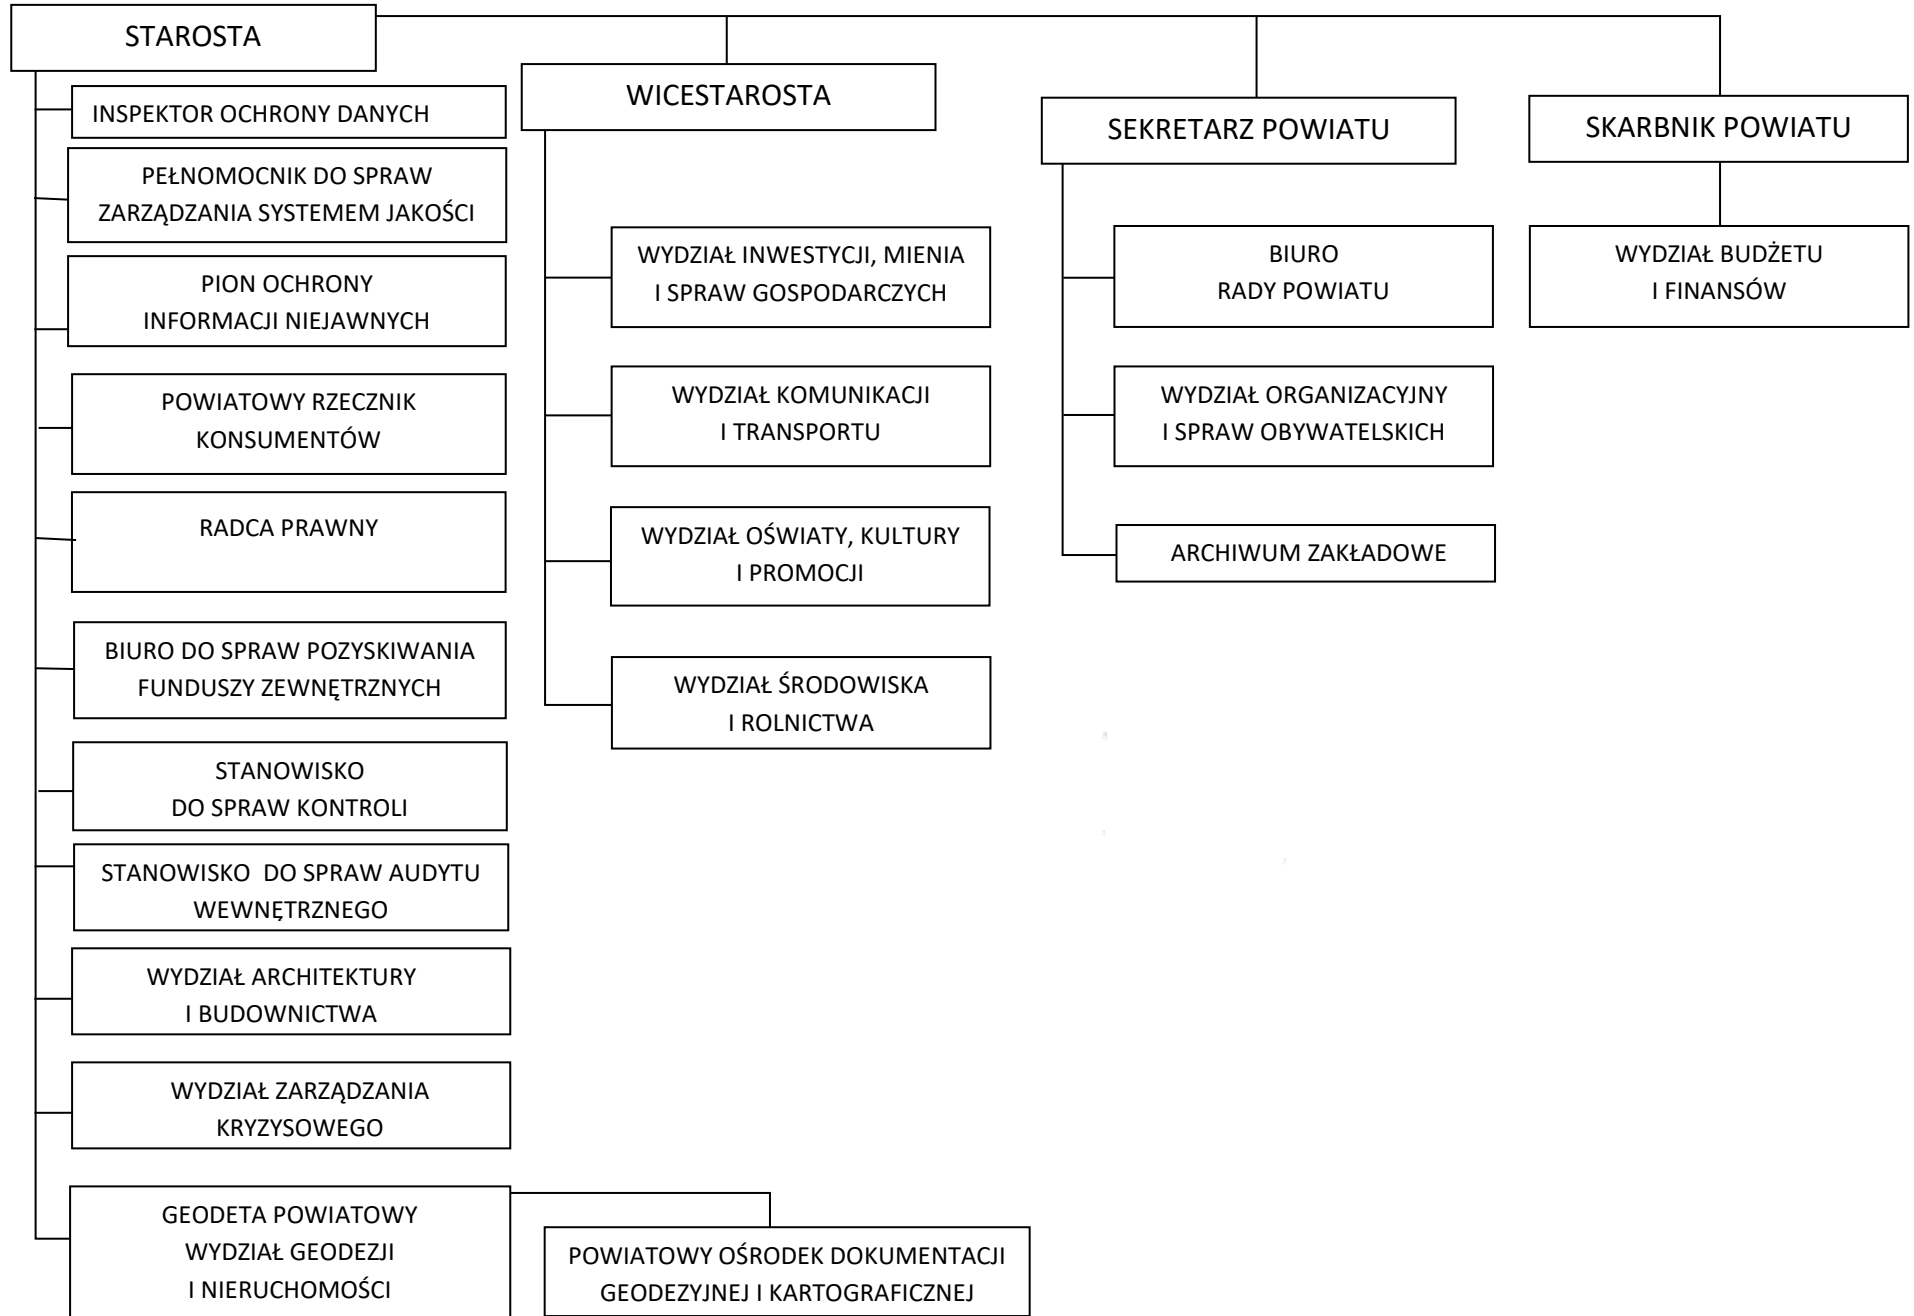 STAROSTA
INSPEKTOR OCHRONY DANYCH
PEŁNOMOCNIK DO SPRAW
ZARZĄDZANIA SYSTEMEM JAKOŚCI
PION OCHRONY
INFORMACJI NIEJAWNYCH
POWIATOWY RZECZNIK
KONSUMENTÓW
RADCA PRAWNY
BIURO DO SPRAW POZYSKIWANIA
FUNDUSZY ZEWNĘTRZNYCH
STANOWISKO
DO SPRAW KONTROLI
STANOWISKO  DO SPRAW AUDYTU
WEWNĘTRZNEGO
WYDZIAŁ ARCHITEKTURY
I BUDOWNICTWA
WYDZIAŁ ZARZĄDZANIA
KRYZYSOWEGO
GEODETA POWIATOWY
WYDZIAŁ GEODEZJI
I NIERUCHOMOŚCI
POWIATOWY OŚRODEK DOKUMENTACJI
GEODEZYJNEJ I KARTOGRAFICZNEJ
WICESTAROSTA
WYDZIAŁ INWESTYCJI, MIENIA
I SPRAW GOSPODARCZYCH
WYDZIAŁ KOMUNIKACJI
I TRANSPORTU
WYDZIAŁ OŚWIATY, KULTURY
I PROMOCJI
WYDZIAŁ ŚRODOWISKA
I ROLNICTWA
SEKRETARZ POWIATU
BIURO
RADY POWIATU
WYDZIAŁ ORGANIZACYJNY
I SPRAW OBYWATELSKICH
ARCHIWUM ZAKŁADOWE
SKARBNIK POWIATU
WYDZIAŁ BUDŻETU
I FINANSÓW